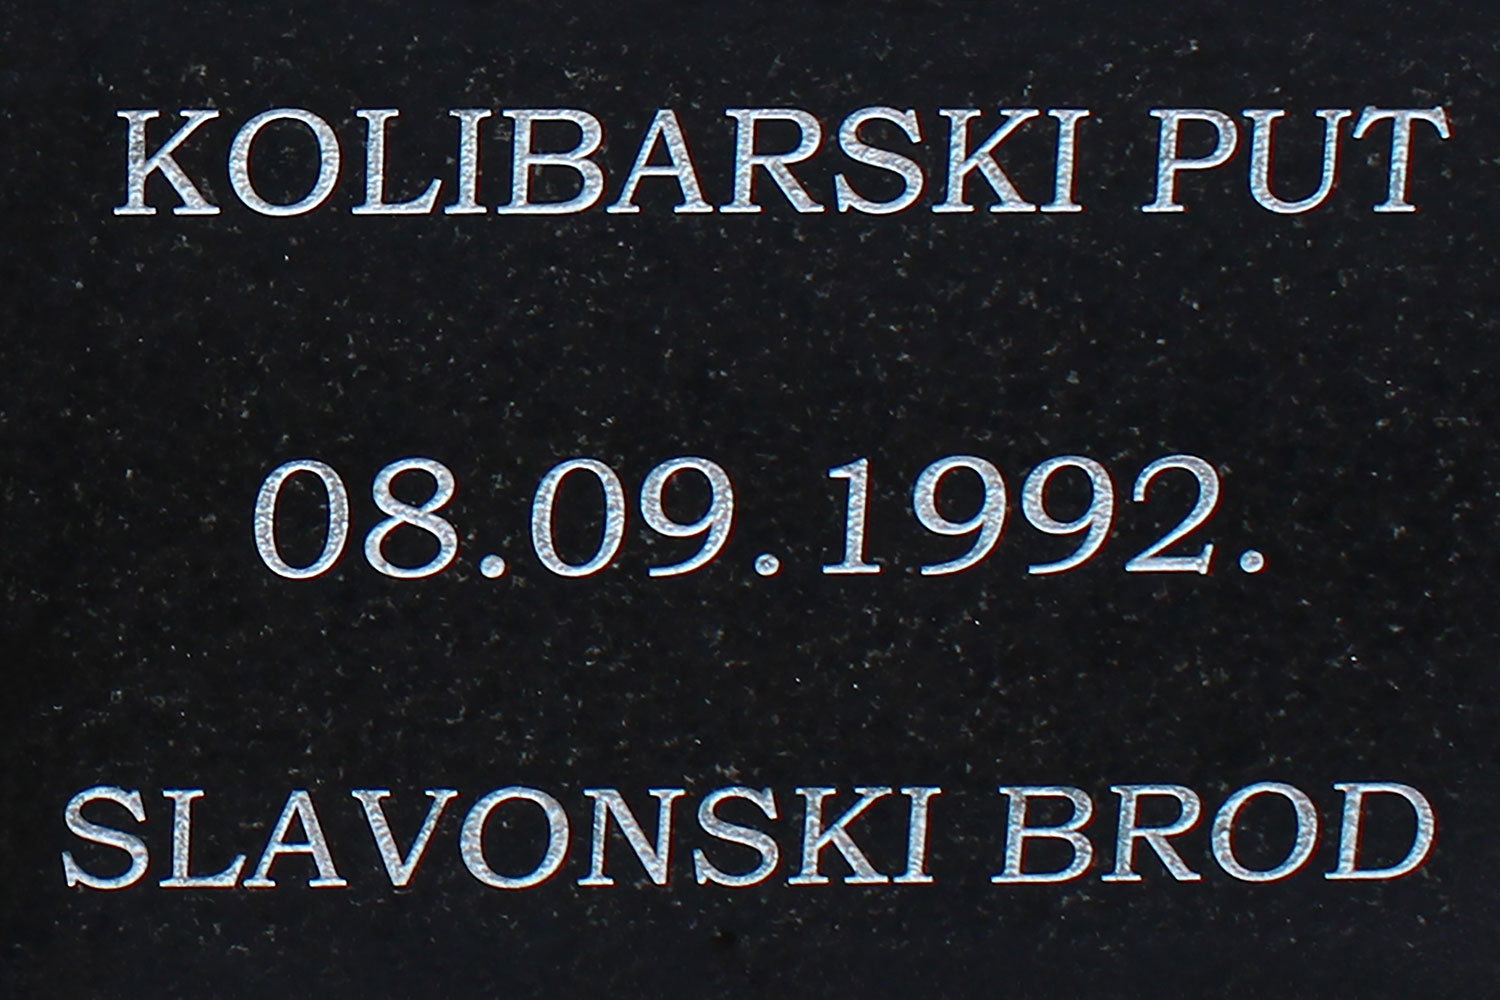 KOLIBARSKI PUT
08.09.1992.
SLAVONSKI BROD